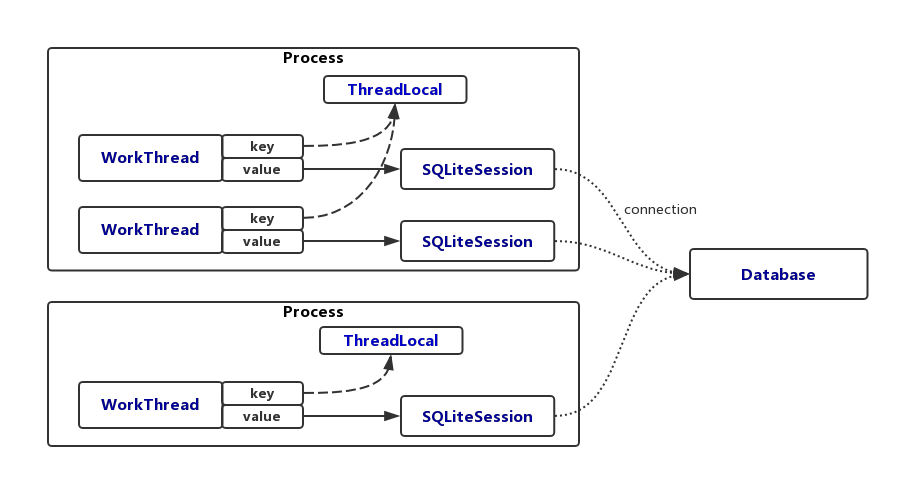 Process
ThreadLocal
WorkThread
key
value
SQLiteSession
WorkThread
key
value
SQLiteSession
connection
Database
Process
ThreadLocal
WorkThread
key
value
SQLiteSession